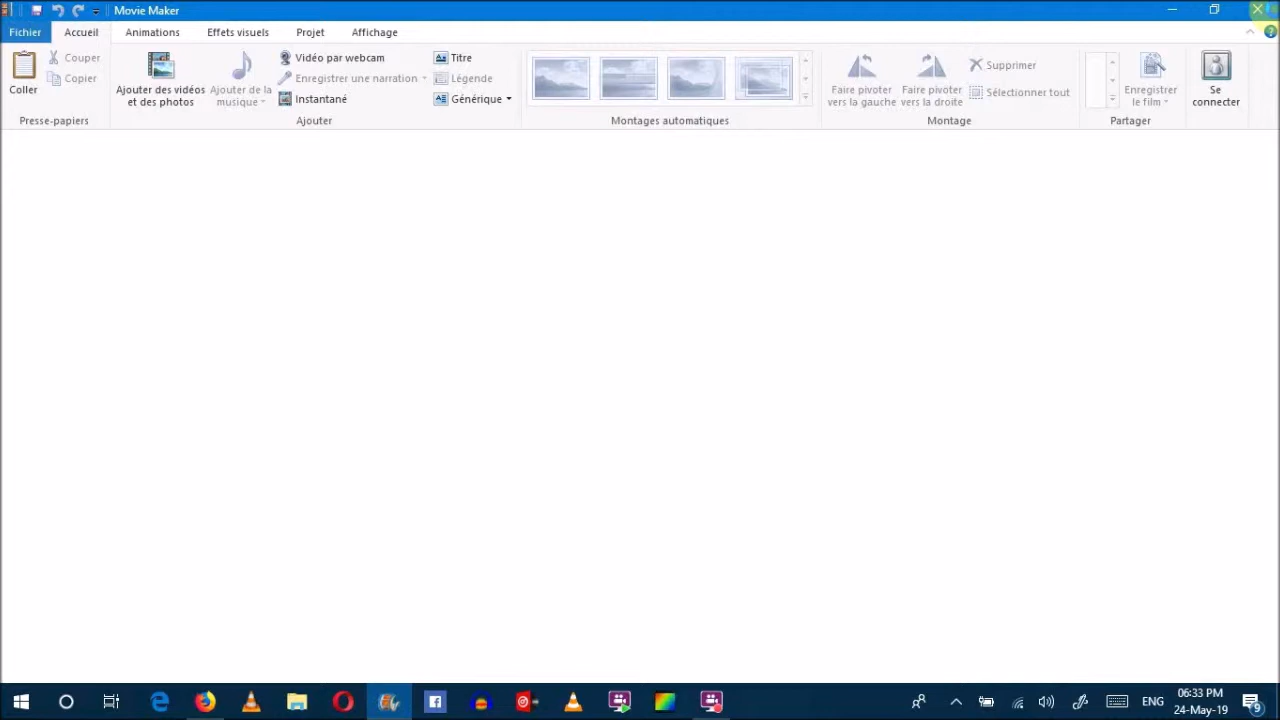 Movie Maker
Fichier Accueil Animations Effets visuels Projet Affichage
Coller
Couper
Copier
Presse-papiers
Ajouter des vidéos
et des photos
Ajouter de la
musique
Vidéo par webcam
Enregistrer une narration
Instantané
Titre
Légende
Générique
Ajouter
Montages automatiques
Faire pivoter
vers la gauche
Faire pivoter
vers la droite
Supprimer
Sélectionner tout
Montage
Enregistrer
le film
Partager
Se
connecter
ENG
06:33 PM
24-May-19
9